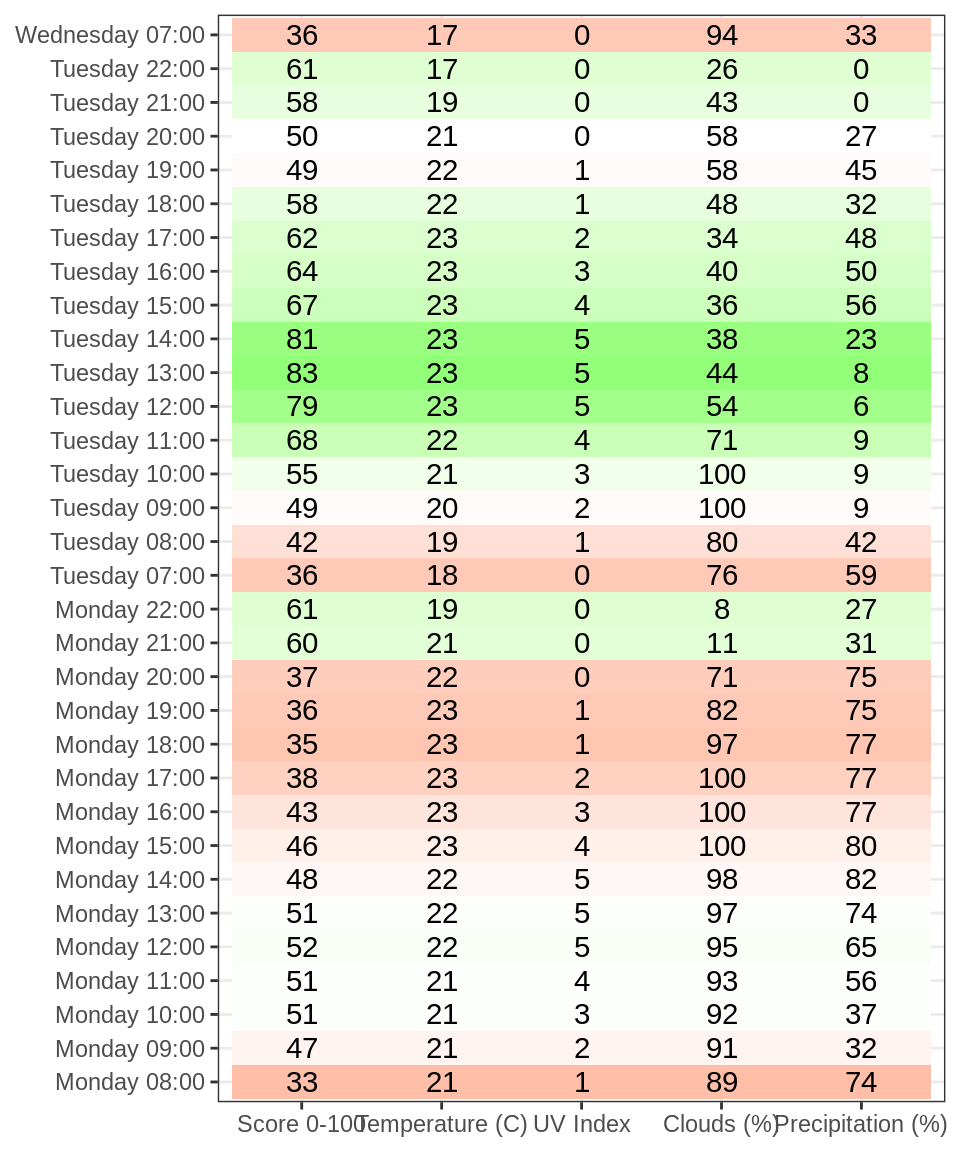 Wednesday 07:00 36 17 0 94 33
Tuesday 22:00 61 17 0 26 0
Tuesday 21:00 58 19 0 43 0
Tuesday 20:00 50 21 0 58 27
Tuesday 19:00 49 22 1 58 45
Tuesday 18:00 58 22 1 48 32
Tuesday 17:00 62 23 2 34 48
Tuesday 16:00 64 23 3 40 50
Tuesday 15:00 67 23 4 36 56
Tuesday 14:00 81 23 5 38 23
Tuesday 13:00 83 23 5 44 8
Tuesday 12:00 79 23 5 54 6
Tuesday 11:00 68 22 4 71 9
Tuesday 10:00 55 21 3 100 9
Tuesday 09:00 49 20 2 100 9
Tuesday 08:00 42 19 1 80 42
Tuesday 07:00 36 18 0 76 59
Monday 22:00 61 19 0 8 27
Monday 21:00 60 21 0 11 31
Monday 20:00 37 22 0 71 75
Monday 19:00 36 23 1 82 75
Monday 18:00 35 23 1 97 77
Monday 17:00 38 23 2 100 77
Monday 16:00 43 23 3 100 77
Monday 15:00 46 23 4 100 80
Monday 14:00 48 22 5 98 82
Monday 13:00 51 22 5 97 74
Monday 12:00 52 22 5 95 65
Monday 11:00 51 21 4 93 56
Monday 10:00 51 21 3 92 37
Monday 09:00 47 21 2 91 32
Monday 08:00 33 21 1 89 74
Score 0-100 Temperature (C) UV Index Clouds (%) Precipitation (%)